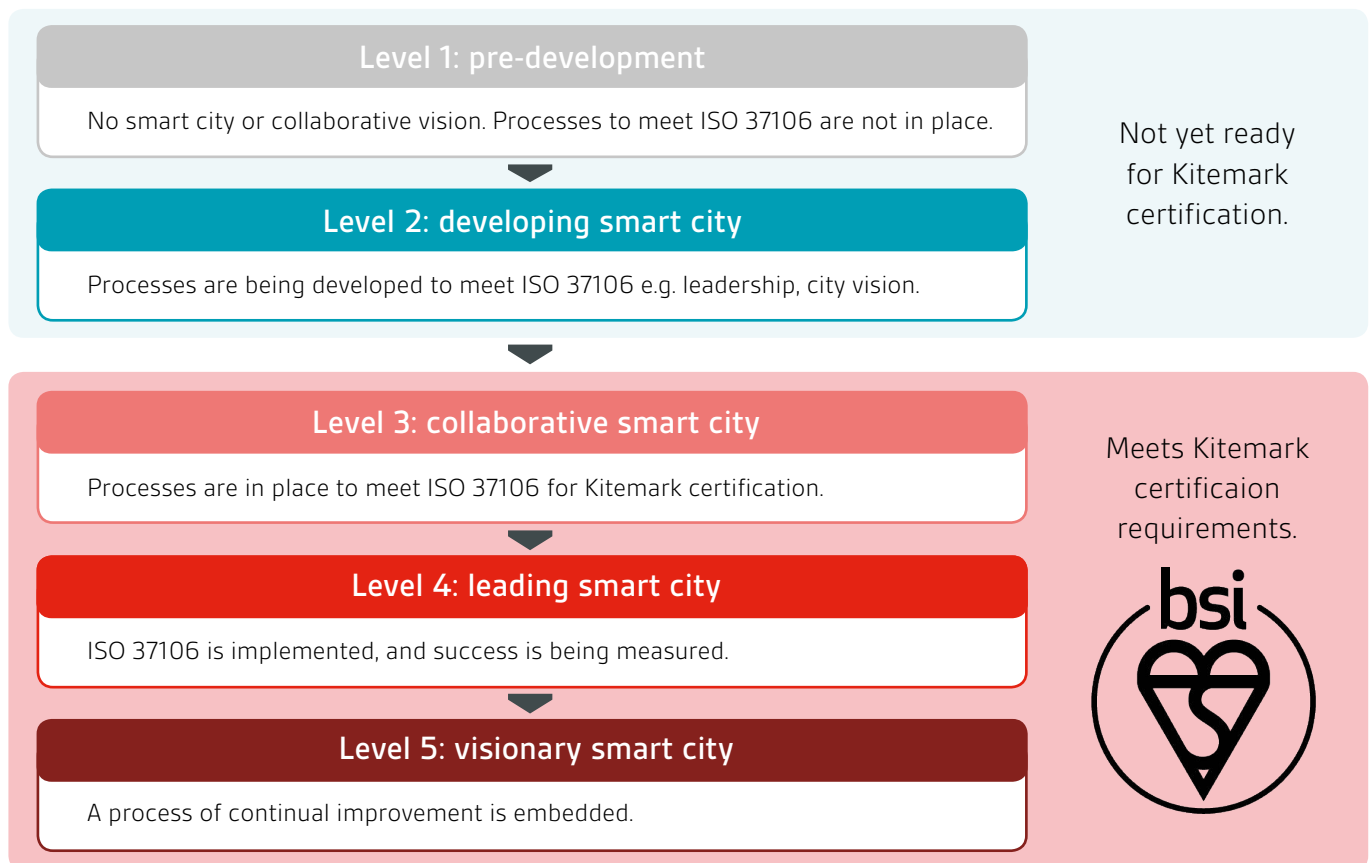 Level 1: pre-development
No smart city or collaborative vision. Processes to meet ISO 37106 are not in place.
Not yet ready
for Kitemark
certification.
Level 2: developing smart city
Processes are being developed to meet ISO 37106 e.g. leadership, city vision.
Level 3: collaborative smart city
Processes are in place to meet ISO 37106 for Kitemark certification.
Meets Kitemark
certificaion
requirements.
Level 4: leading smart city
ISO 37106 is implemented, and success is being measured.
bsi
Level 5: visionary smart city
A process of continual improvement is embedded.